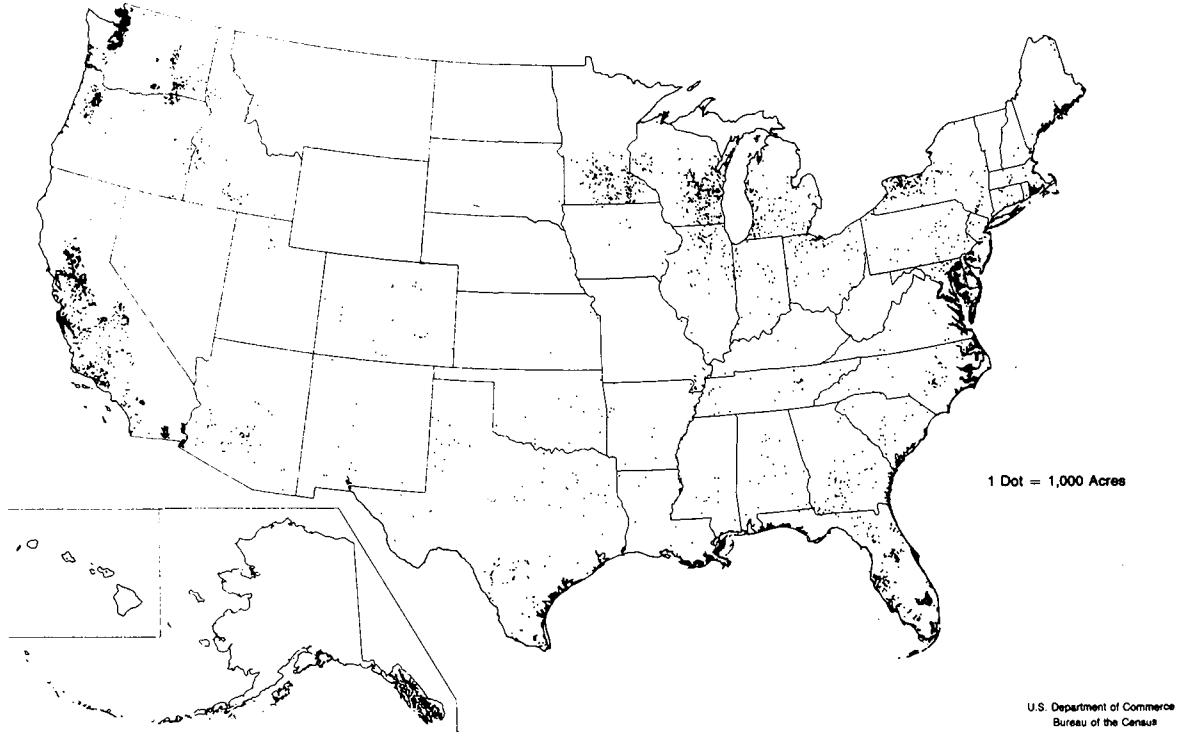 1 Dot = 1,000 Acres
U.S. Department of Commerce
Bureau of the Census